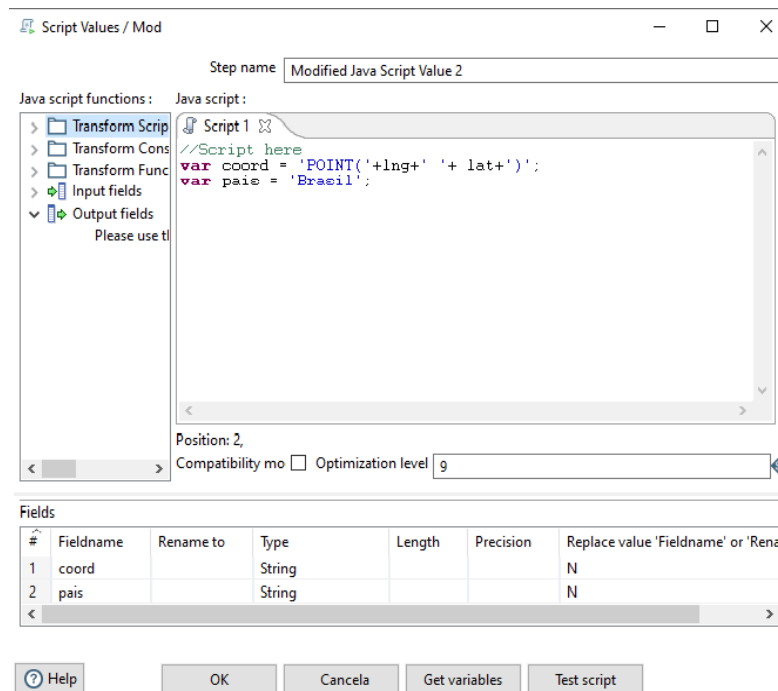 Script Values / Mod
Step name Modified Java Script Value 2
Java script functions : Java script :
Transform Scrip
Transform Cons
Transform Func
Input fields
Output fields
Please use tl
Script 1
//Script here
var coord = 'POINT('+lng+' '+ lat+')';
var pais = 'Brasil';
Position: 2,
Compatibility mo Optimization level 9
Fields
# Fieldname Rename to Type Length Precision Replace value 'Fieldname' or 'Rena
1 coord String N
2 pais String N
Help OK Cancela Get variables Test script